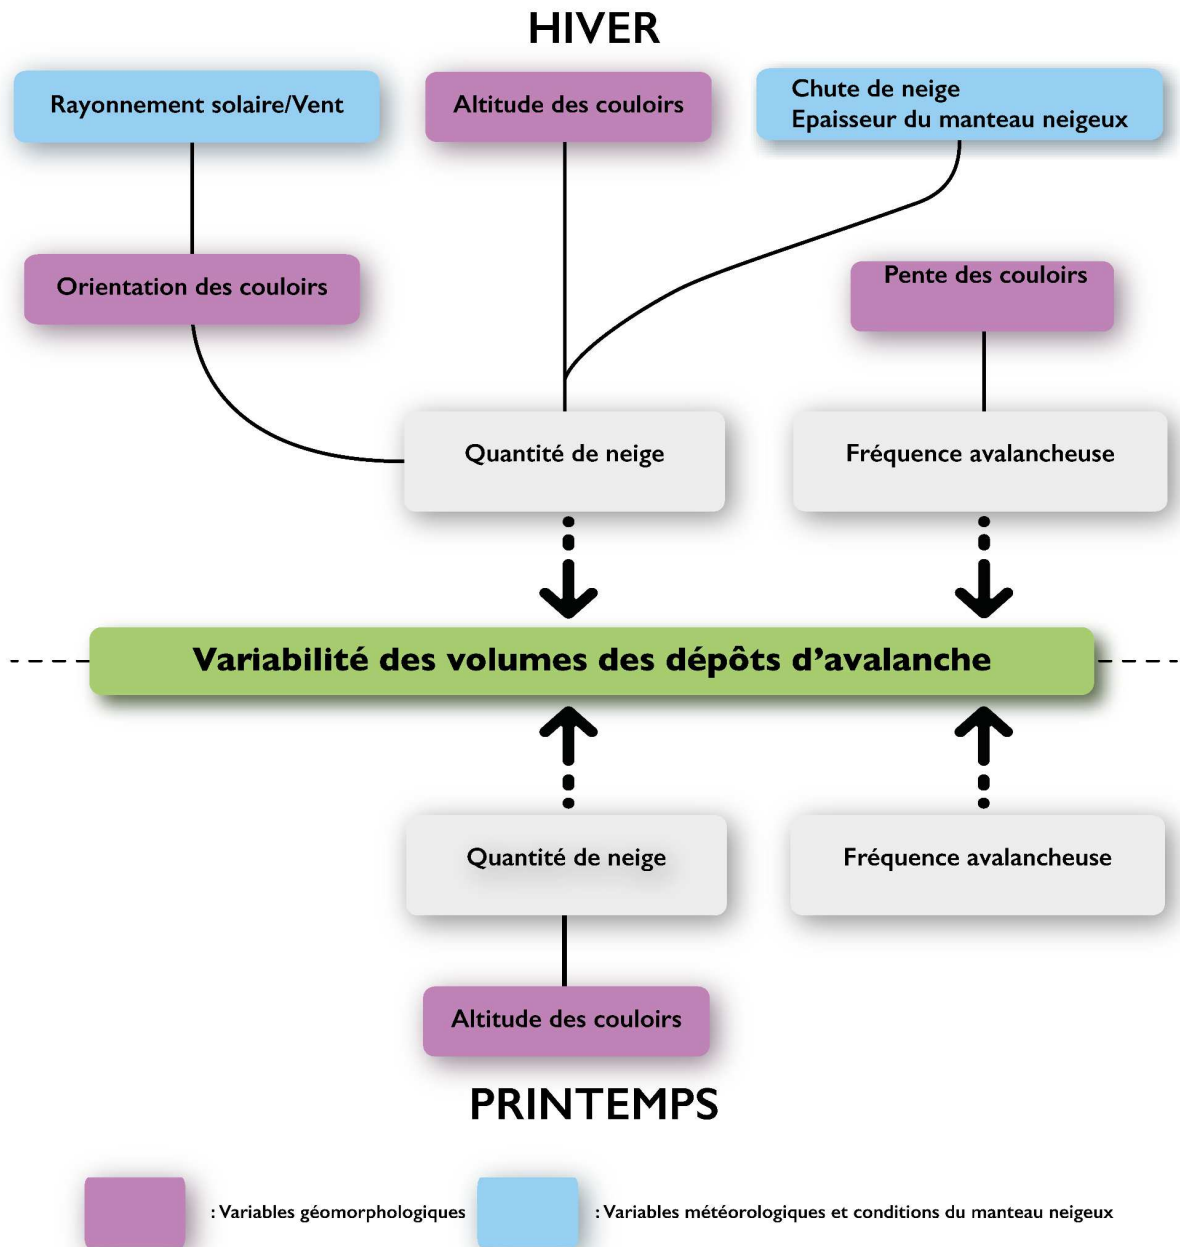 HIVER
Rayonnement solaire/Vent
Altitude des couloirs
Chute de neige
Epaisseur du manteau neigeux
Orientation des couloirs
Pente des couloirs
Quantité de neige
Fréquence avalancheuse
Variabilité des volumes des dépôts d'avalanche
Quantité de neige
Fréquence avalancheuse
Altitude des couloirs
PRINTEMPS
: Variables géomorphologiques
: Variables météorologiques et conditions du manteau neigeux